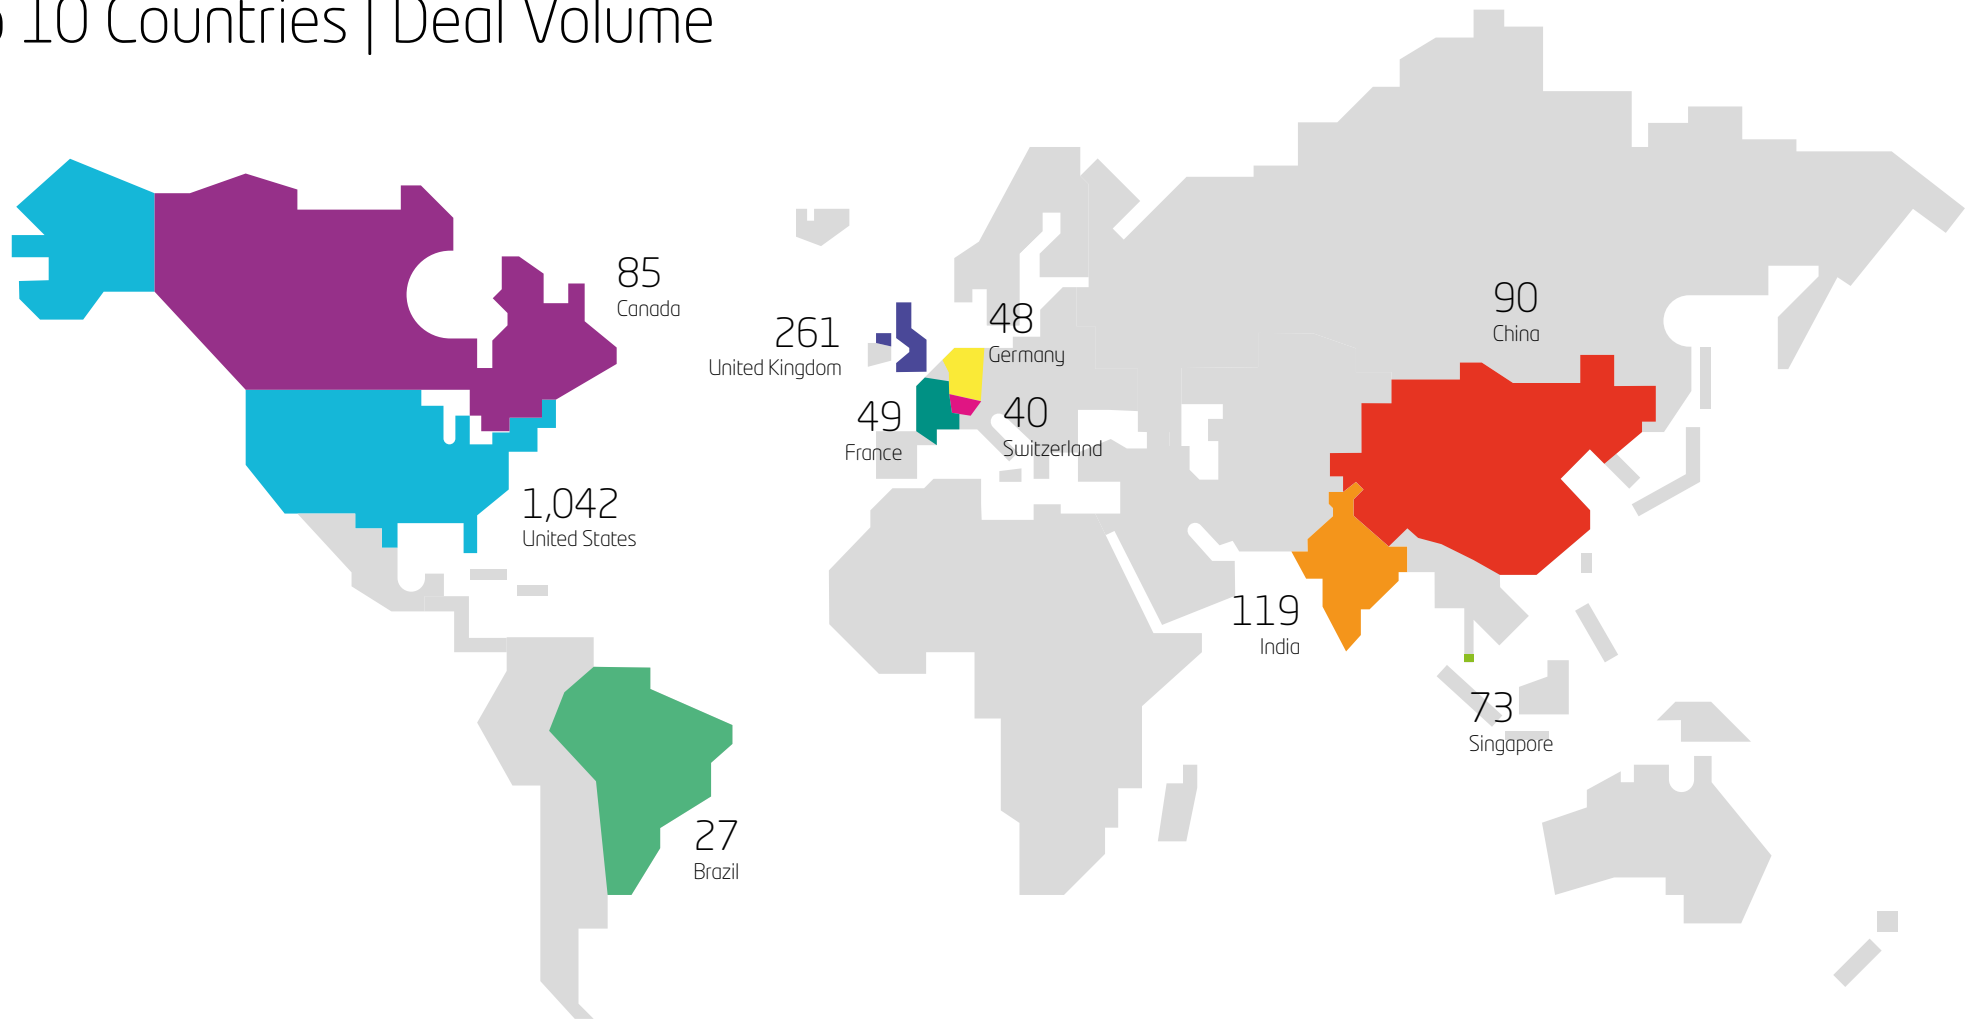 10 Countries | Deal Volume
85
Canada
261
United Kingdom
48
Germany
90
China
49
France
40
Switzerland
1,042
United States
119
India
73
Singapore
27
Brazil